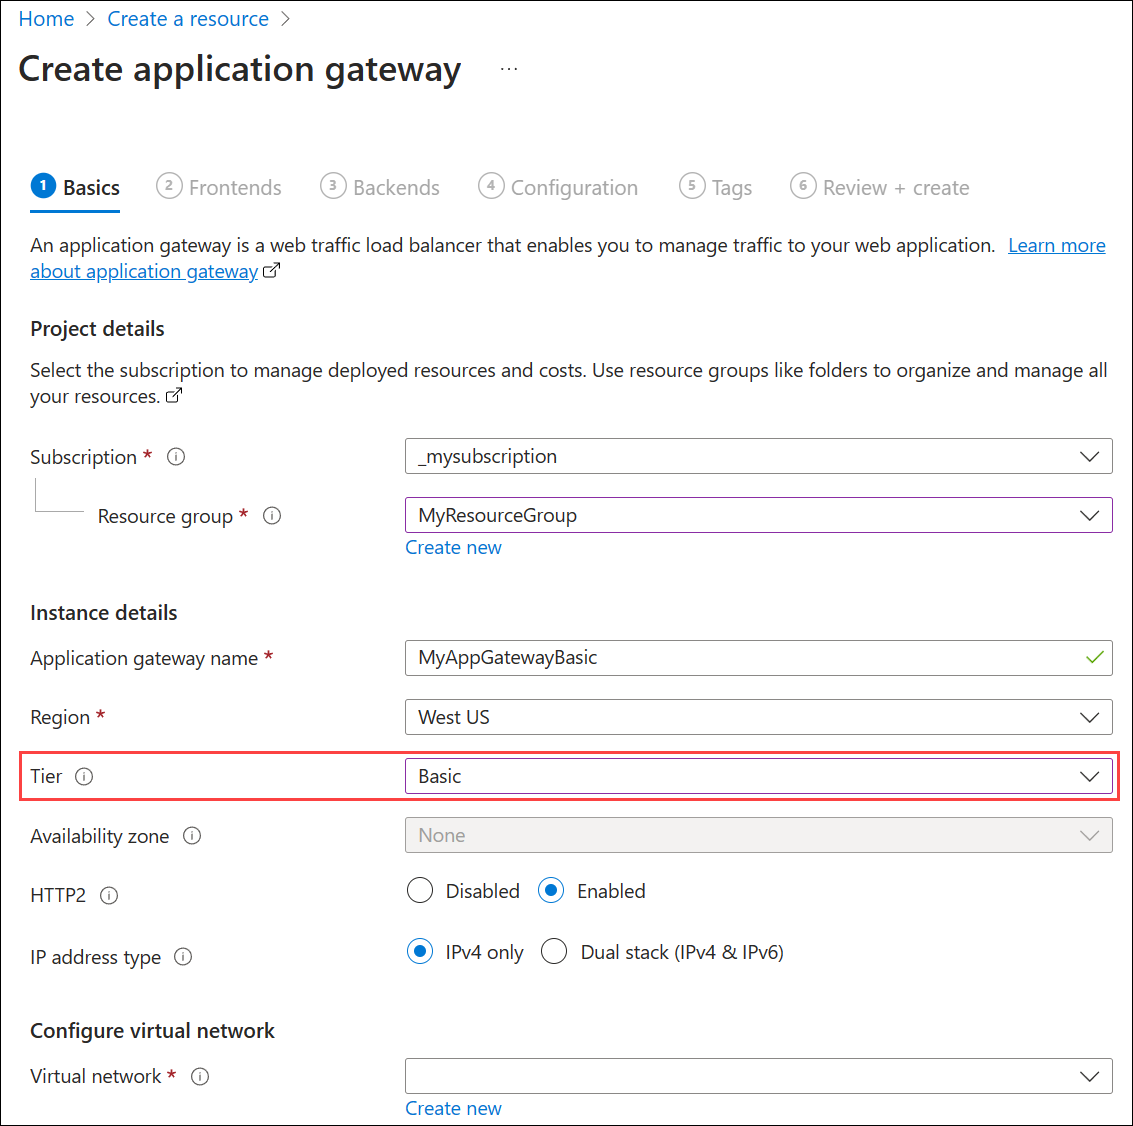 Home > Create a resource >
Create application gateway ...
1 Basics 2 Frontends 3 Backends 4 Configuration 5 Tags 6 Review + create
An application gateway is a web traffic load balancer that enables you to manage traffic to your web application. Learn more
about application gateway
Project details
Select the subscription to manage deployed resources and costs. Use resource groups like folders to organize and manage all
your resources.
Subscription * _mysubscription
Resource group * MyResourceGroup
Create new
Instance details
Application gateway name * MyAppGatewayBasic
Region * West US
Tier Basic
Availability zone None
HTTP2 Disabled Enabled
IP address type IPv4 only Dual stack (IPv4 & IPv6)
Configure virtual network
Virtual network *
Create new